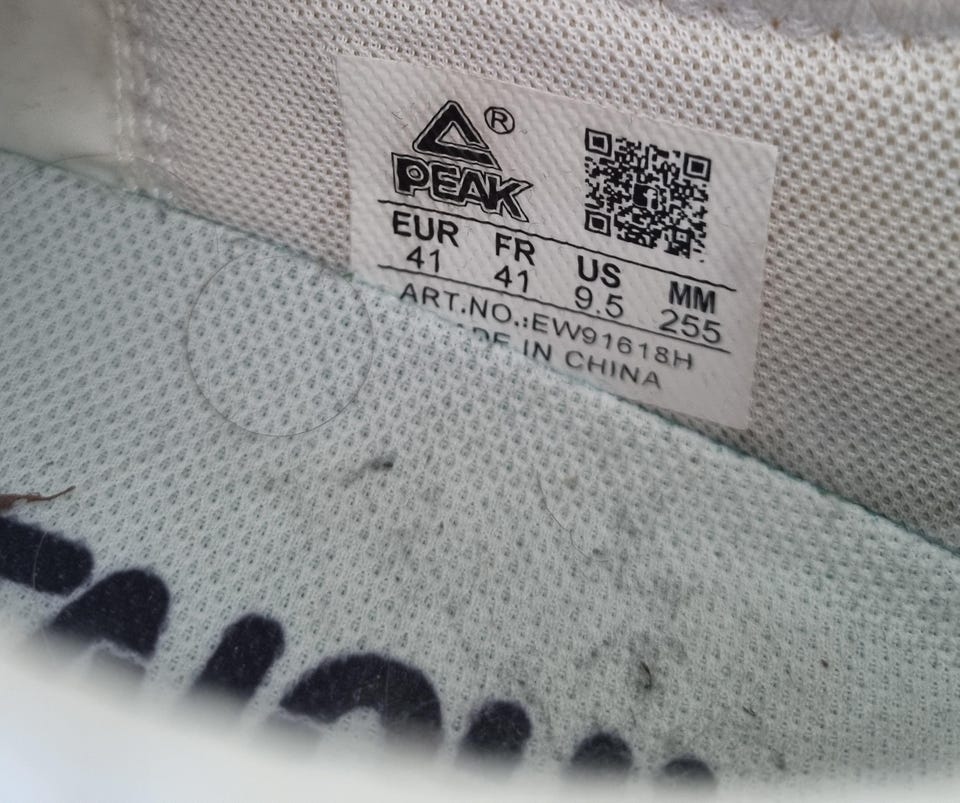 PEAK®
EUR FR US MM
41 41 9.5 255
ART.NO.:EW91618H
MADE IN CHINA